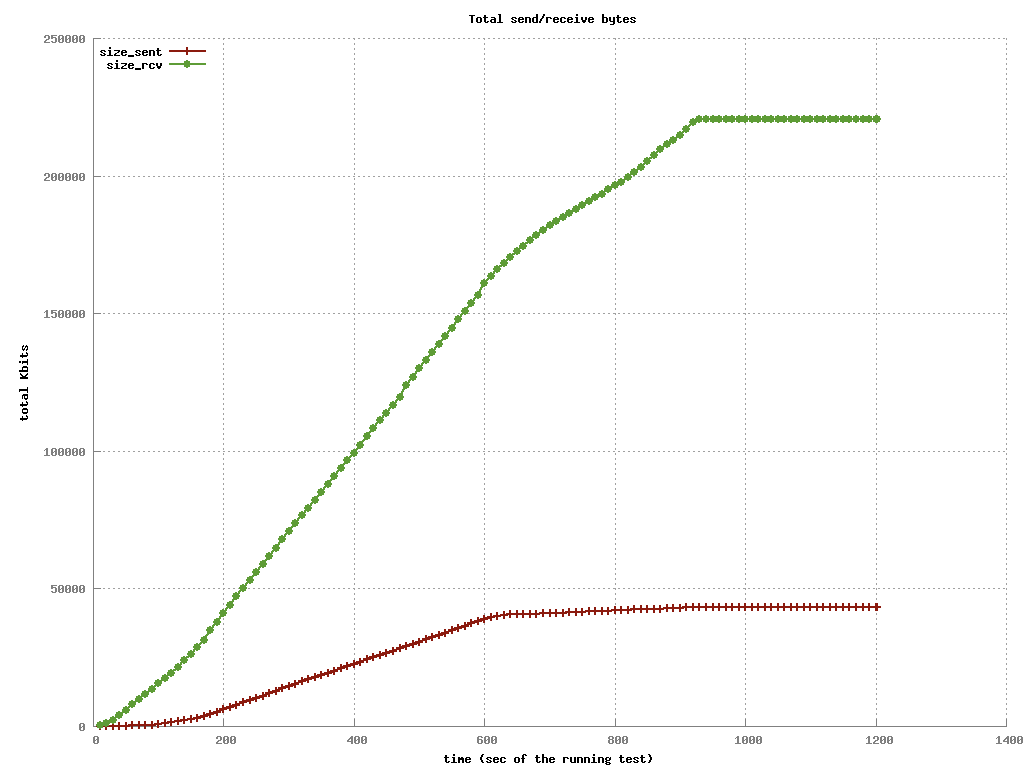 Total send/receive bytes
250000
200000
150000
100000
50000
0
size_sent
size_rcv
total Kbits
0 200 400 600 800 1000 1200 1400
time (sec of the running test)